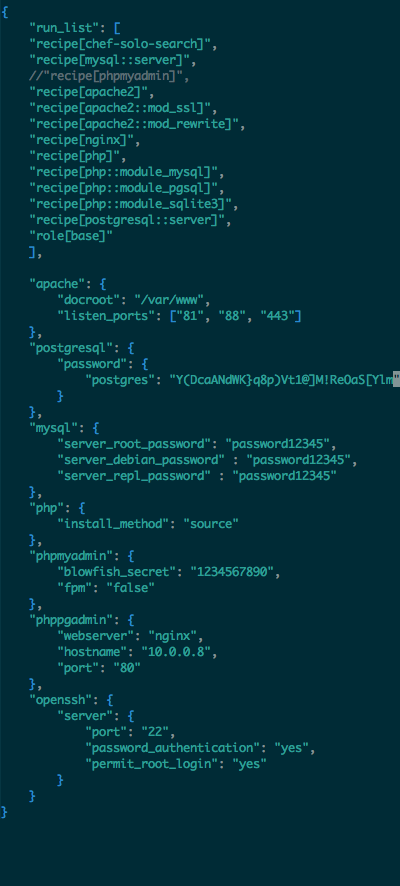 {
    "run_list": [
    "recipe[chef-solo-search]",
    "recipe[mysql::server]",
    //"recipe[phpmyadmin]",
    "recipe[apache2]",
    "recipe[apache2::mod_ssl]",
    "recipe[apache2::mod_rewrite]",
    "recipe[nginx]",
    "recipe[php]",
    "recipe[php::module_mysql]",
    "recipe[php::module_pgsql]",
    "recipe[php::module_sqlite3]",
    "recipe[postgresql::server]",
    "role[base]"
    ],

    "apache": {
        "docroot": "/var/www",
        "listen_ports": ["81", "88", "443"]
    },
    "postgresql": {
        "password": {
            "postgres": "Y(DcaANdWK}q8p)Vt1@]M!ReOaS[Ylm"
        }
    },
    "mysql": {
        "server_root_password": "password12345",
        "server_debian_password" : "password12345",
        "server_repl_password" : "password12345"
    },
    "php": {
        "install_method": "source"
    },
    "phpmyadmin": {
        "blowfish_secret": "1234567890",
        "fpm": "false"
    },
    "phppgadmin": {
        "webserver": "nginx",
        "hostname": "10.0.0.8",
        "port": "80"
    },
    "openssh": {
        "server": {
            "port": "22",
            "password_authentication": "yes",
            "permit_root_login": "yes"
        }
    }
}